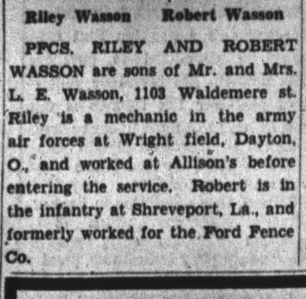 Riley Wasson Robert Wasson
PFCS. RILEY AND ROBERT
WASSON are sons of Mr. and Mrs.
L. E. Wasson, 1103 Waldemere st.
Riley is a mechanic in the army
air forces at Wright field, Dayton,
O., and worked at Allison's before
entering the service. Robert is in
the infantry at Shreveport, La., and
formerly worked for the Ford Fence
Co.